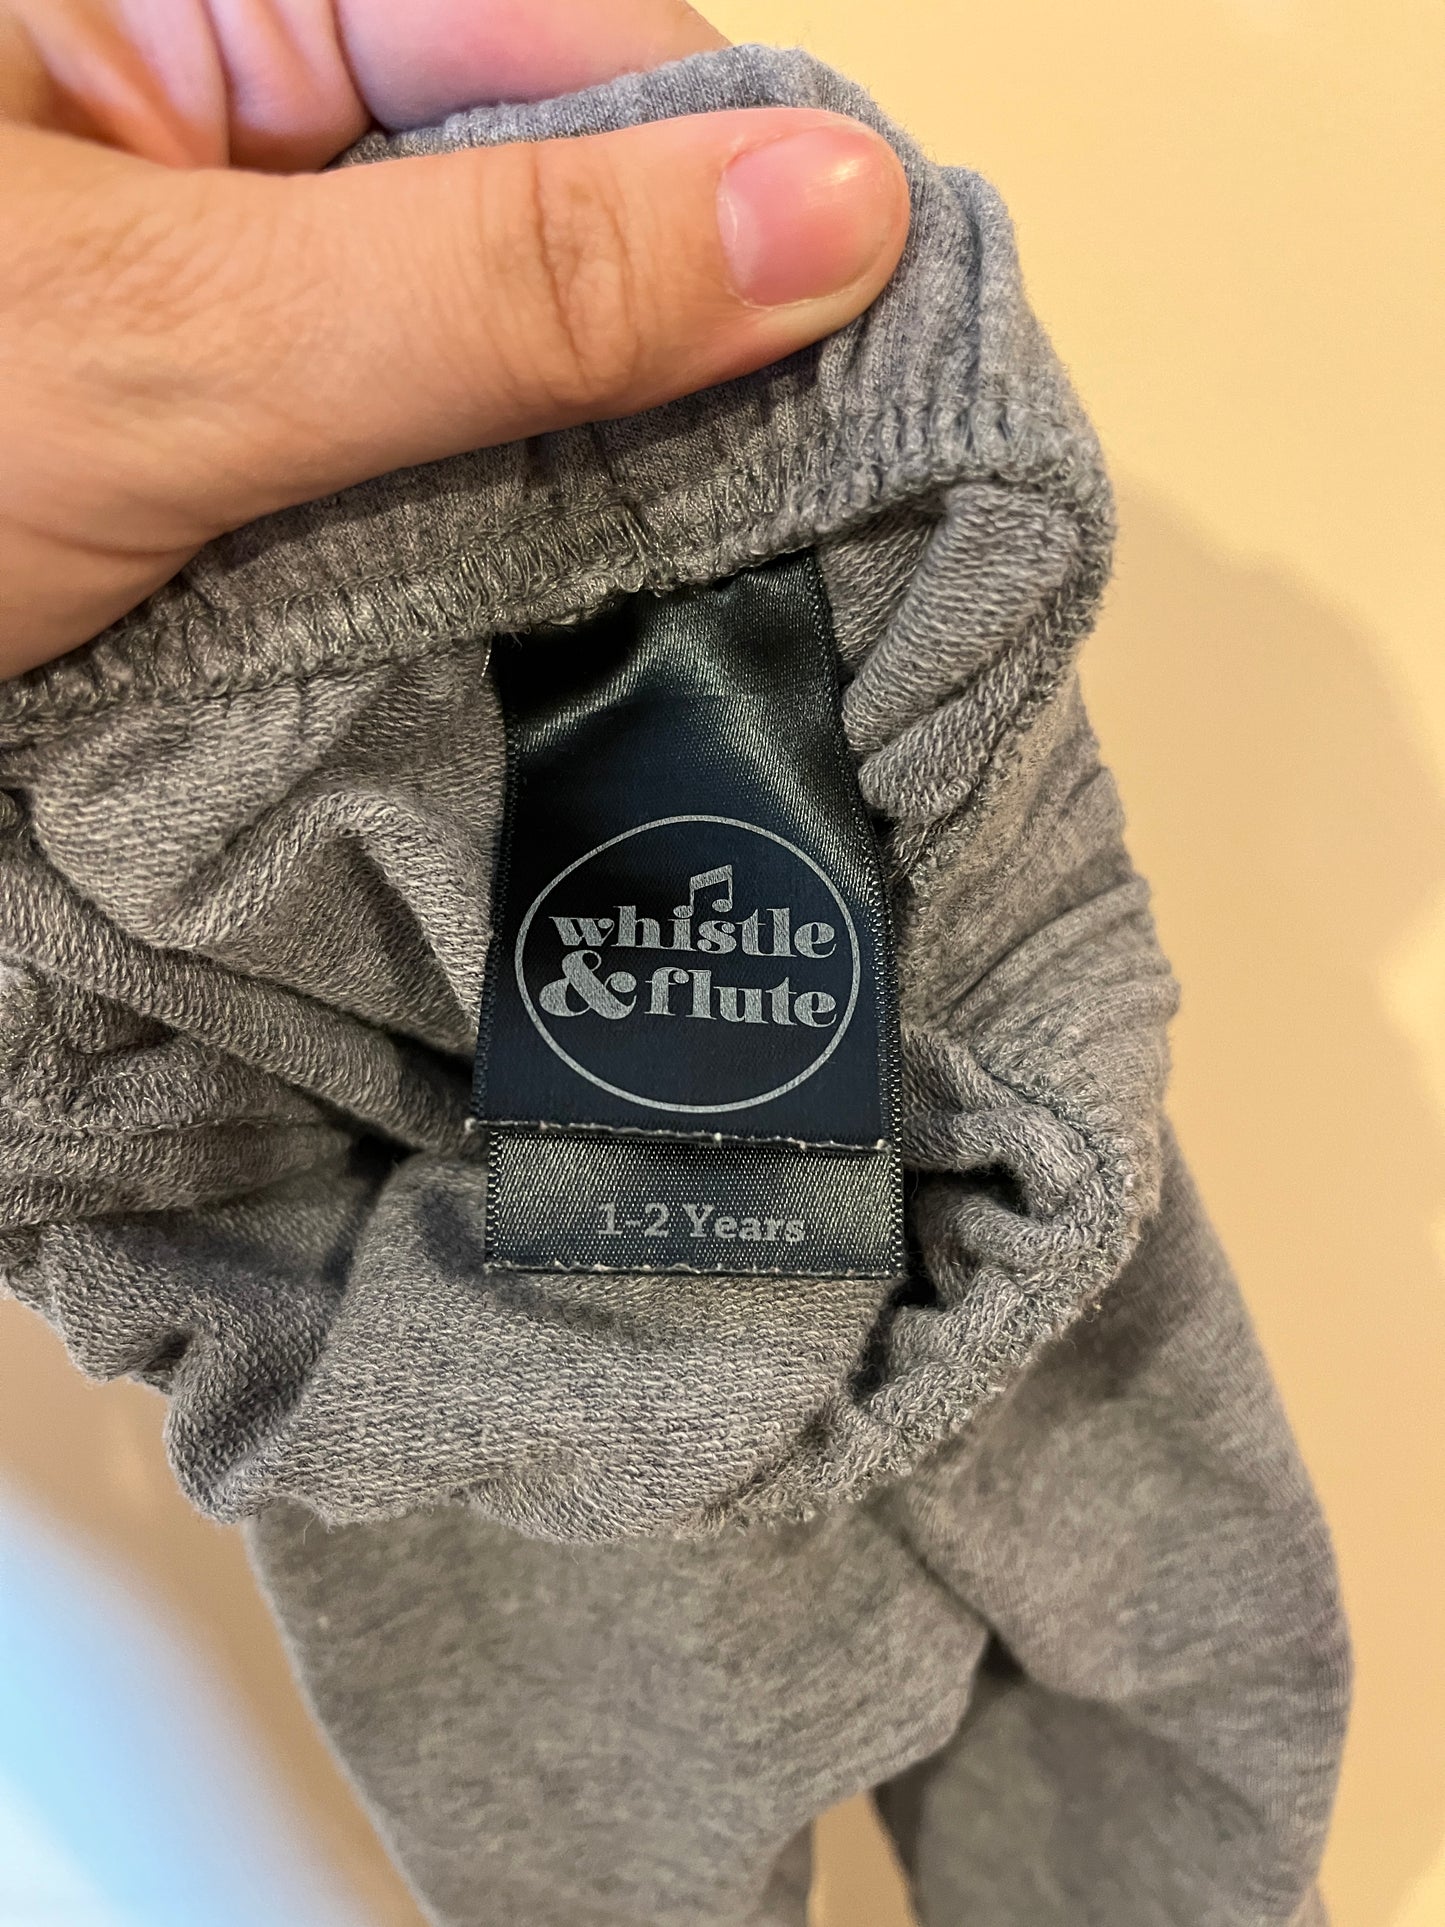 whistle
& flute
1-2 Years